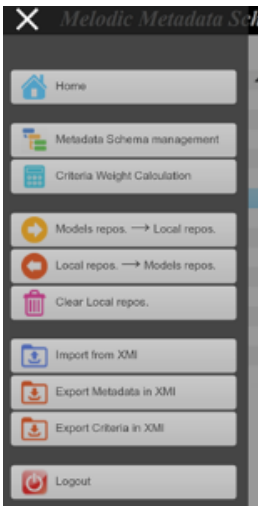 Melodic Metadata Sch
Home
Metadata Schema management
Criteria Weight Calculation
Models repos. → Local repos.
Local repos. → Models repos.
Clear Local repos.
Import from XMI
Export Metadata in XMI
Export Criteria in XMI
Logout